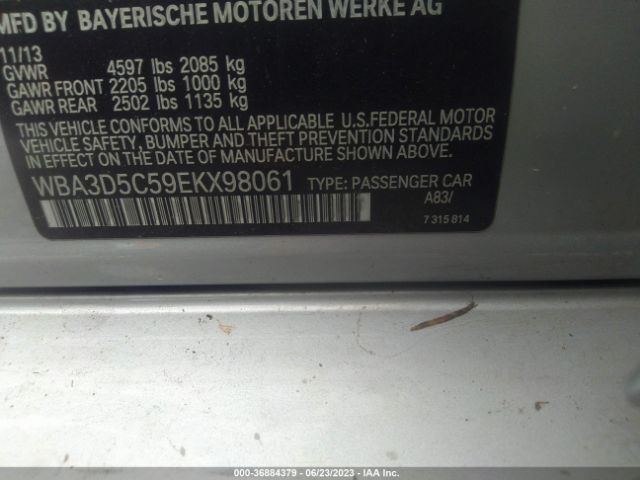 MFD BY BAYERISCHE MOTOREN WERKE AG
11/13
GVWR 4597 lbs 2085 kg
GAWR FRONT 2205 lbs 1000 kg
GAWR REAR 2502 lbs 1135 kg
THIS VEHICLE CONFORMS TO ALL APPLICABLE U.S.FEDERAL MOTOR
VEHICLE SAFETY, BUMPER AND THEFT PREVENTION STANDARDS
IN EFFECT ON THE DATE OF MANUFACTURE SHOWN ABOVE.
WBA3D5C59EKX98061 TYPE: PASSENGER CAR
A83/
7 315 814
000-36884379 - 06/23/2023 - IAA Inc.